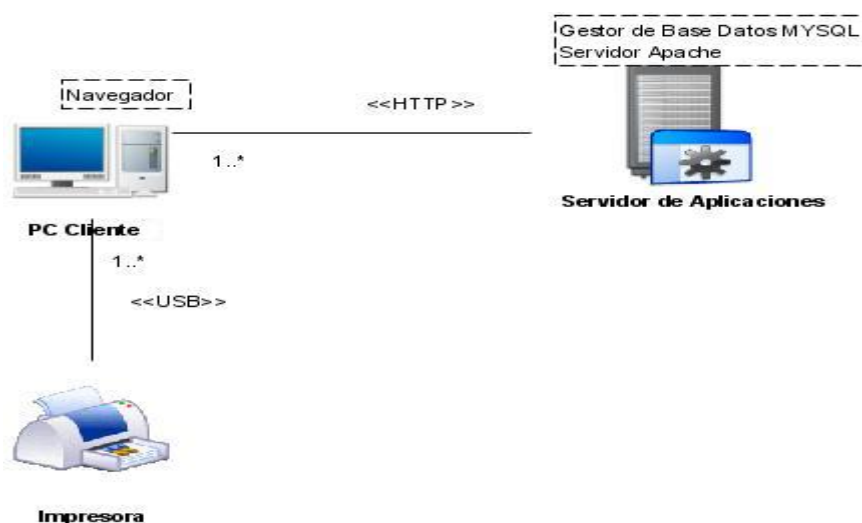 Gestor de Base Datos MYSQL
Servidor Apache
Navegador
<<HTTP>>
1..*
Servidor de Aplicaciones
PC Cliente
1..*
<<USB>>
Impresora